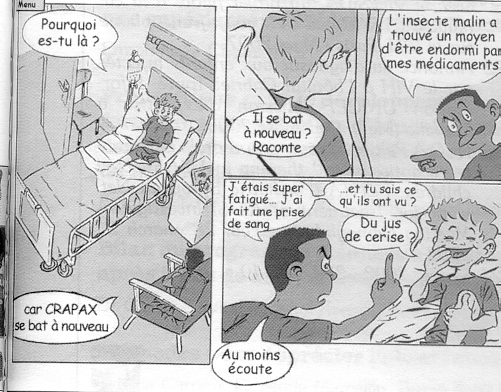 Menu
Pourquoi
es-tu là ?
car CRAPAX
se bat à nouveau
Il se bat
à nouveau ?
Raconte
L'insecte malin a
trouvé un moyen
d'être endormi par
mes médicaments
J'étais super
fatigué... J'ai
fait une prise
de sang
...et tu sais ce
qu'ils ont vu ?
Du jus
de cerise ?
Au moins
écoute